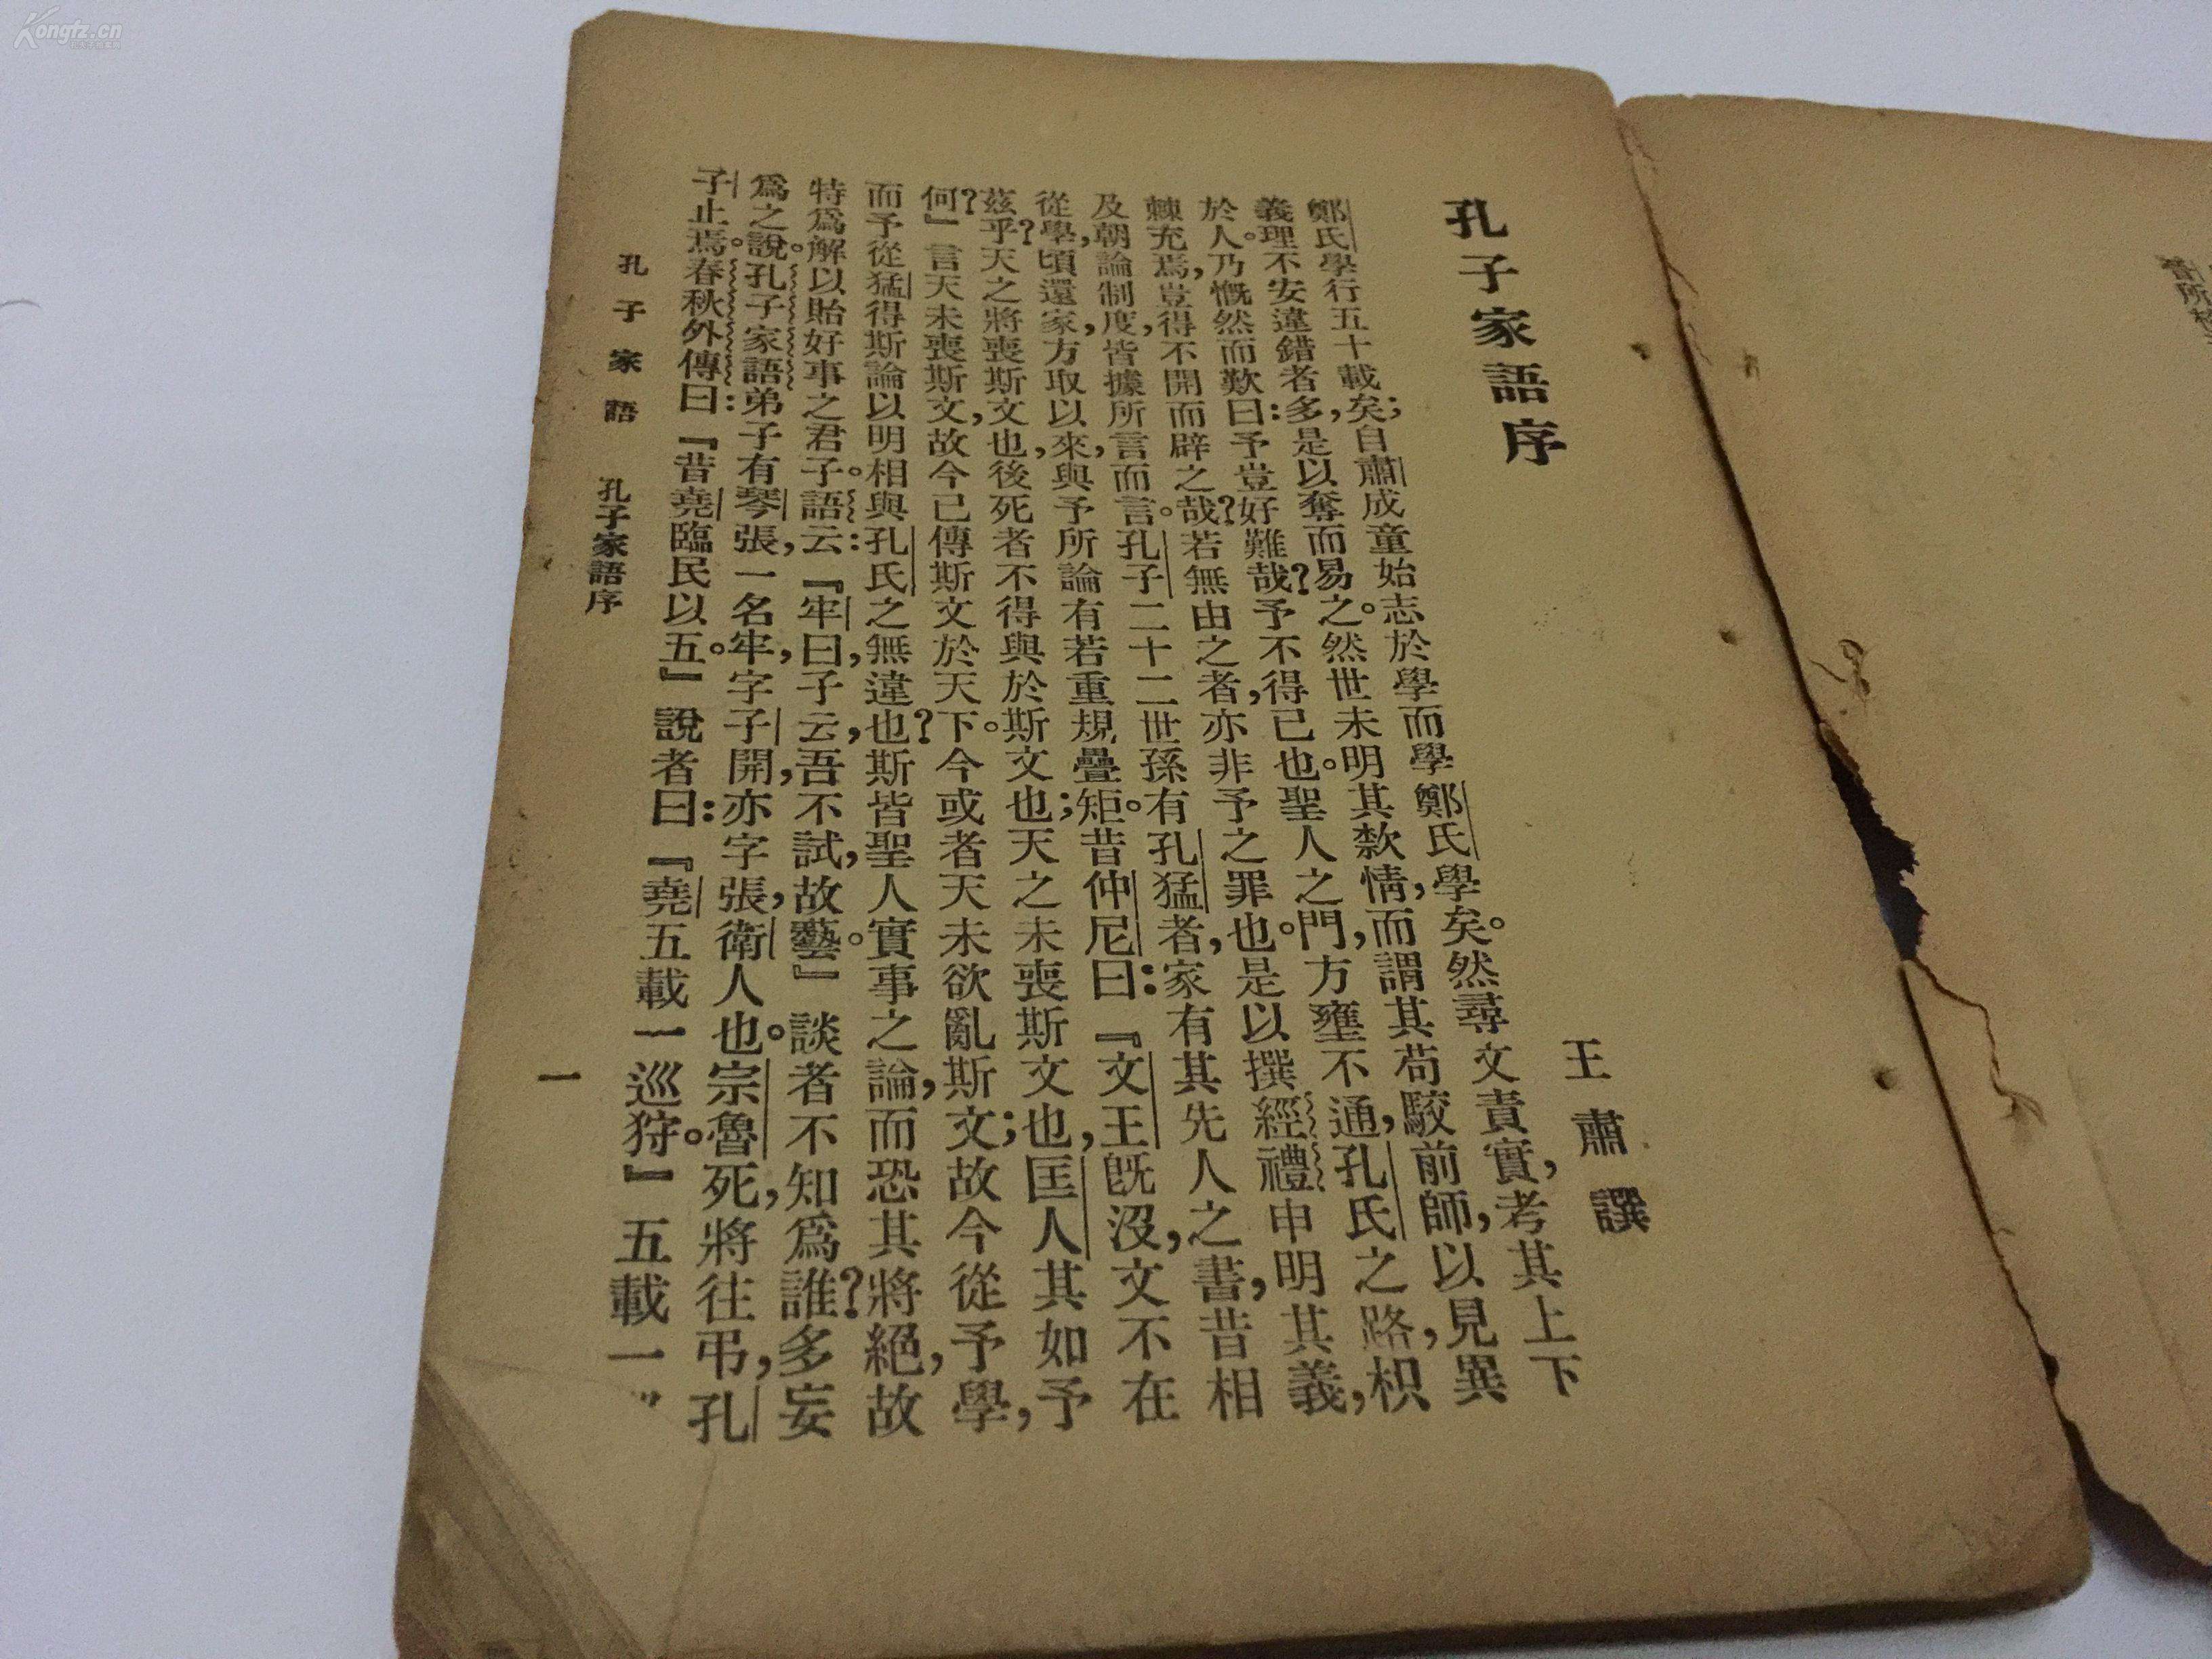 孔子家語序
王肅譔
鄭氏學行五十載矣；自肅成童始志於學而學鄭氏學矣。然尋文責實，考其上下
義理不安違錯者多，是以奪而易之。然世未明其欵情，而謂其苟駮前師，以見異
於人。乃慨然而歎曰：予豈好難哉？予不得已也。聖人之門，方壅不通，孔氏之路，枳
棘充焉，豈得不開而辟之哉？若無由之者，亦非予之罪也。是以撰經禮申明其義，
及朝論制度，皆據所言而言。孔子二十二世孫有孔猛者，家有其先人之書，昔相
從學，頃還家，方取以來，與予所論有若重規疊矩。昔仲尼曰：『文王旣沒，文不在
茲乎？天之將喪斯文也，後死者不得與於斯文也；天之未喪斯文也，匡人其如予
何？』言天未喪斯文，故今已傳斯文於天下。今或者天未欲亂斯文；故今從予學，
而予從猛得斯論以明相與孔氏之無違也？斯皆聖人實事之論，而恐其將絕，故
特爲解以貽好事之君子。語云：『牢曰，子云，吾不試，故藝。』談者不知爲誰？多妄
爲之說。孔子家語弟子有琴張，一名牢，字子開，亦字張，衛人也。宗魯死，將往弔，孔
子止焉。春秋外傳曰：『昔堯臨民以五。』說者曰：『堯五載一巡狩。』五載一
孔子家語 孔子家語序
一
Kongfz.cn